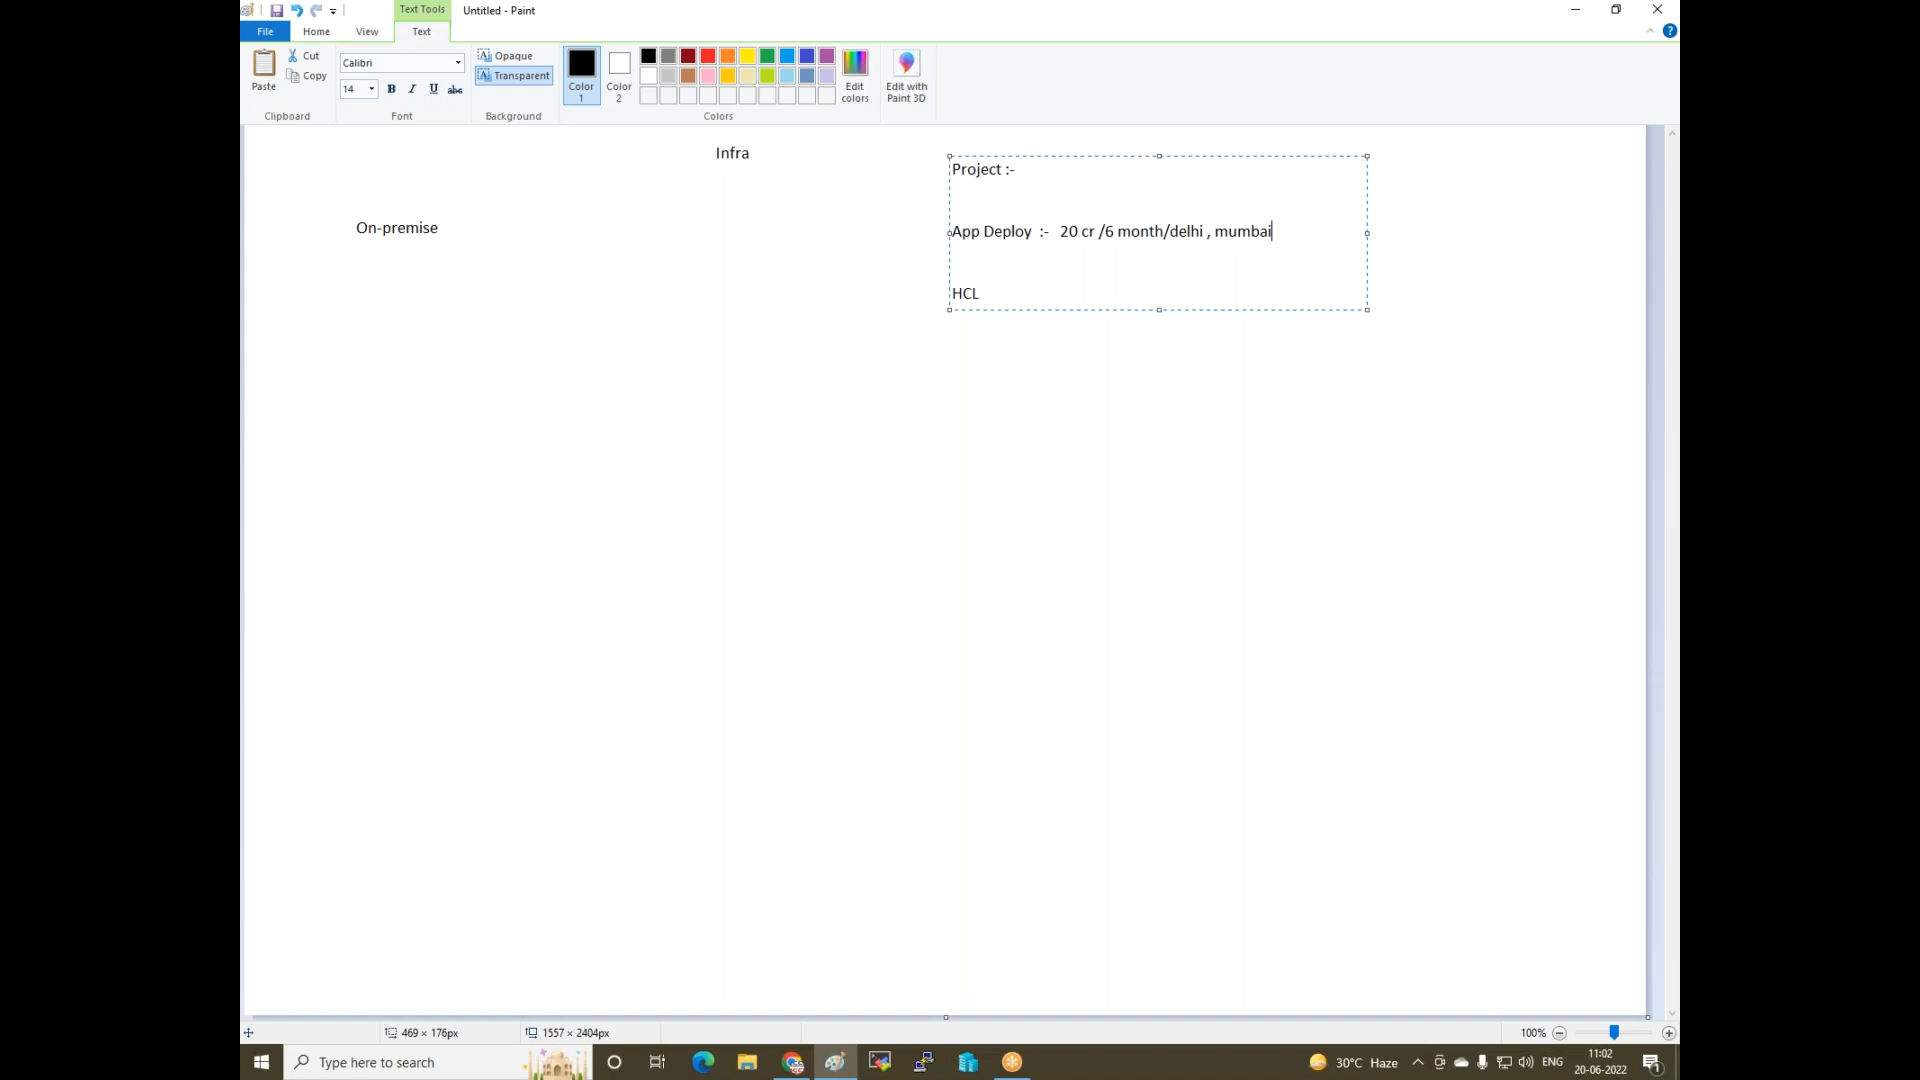 Text Tools
Untitled - Paint
File
Home
View
Text
Paste
Cut
Copy
Clipboard
Calibri
14
B
I
U
abc
Font
Opaque
Transparent
Background
Color
1
Color
2
Edit
colors
Colors
Edit with
Paint 3D
Infra
On-premise
Project :-
App Deploy :- 20 cr /6 month/delhi , mumbai
HCL
469 × 176px
1557 × 2404px
100%
Type here to search
30°C Haze
ENG
11:02
20-06-2022
1